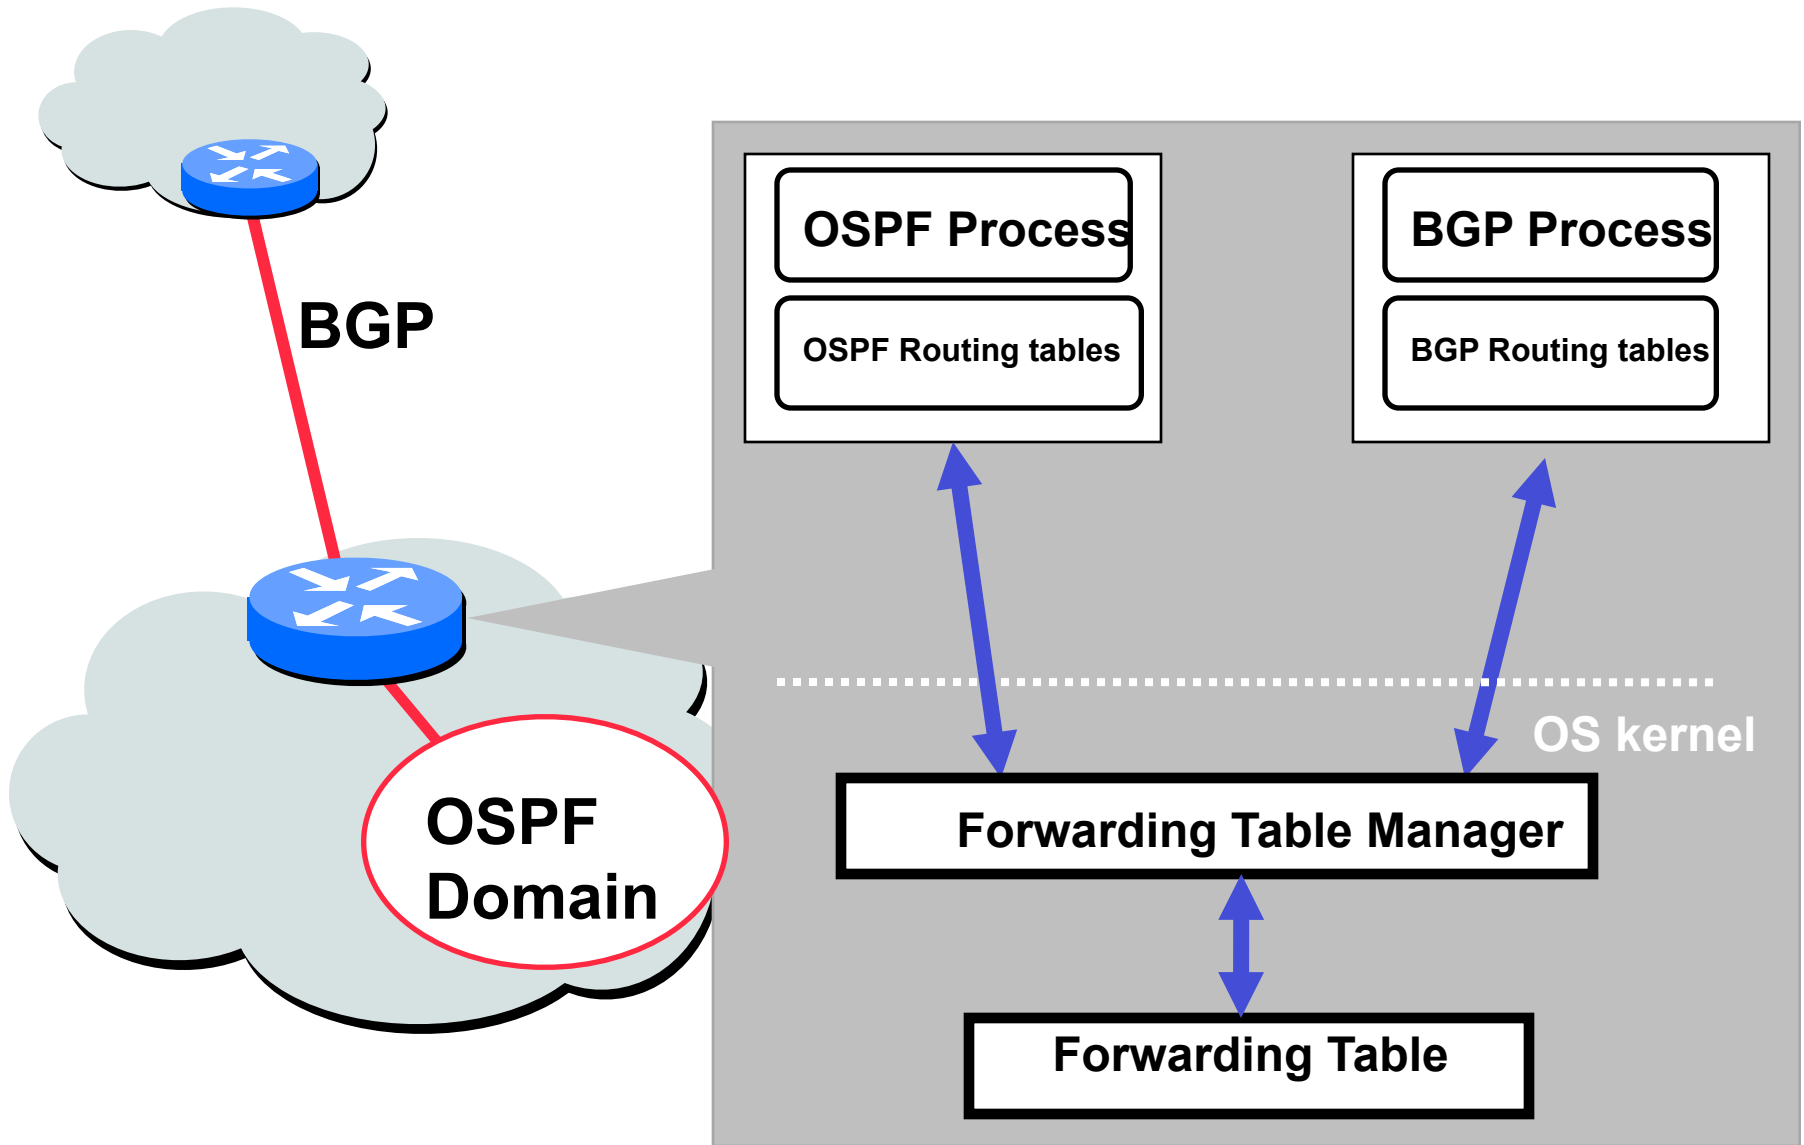 BGP
OSPF
Domain
OSPF Process
OSPF Routing tables
BGP Process
BGP Routing tables
OS kernel
Forwarding Table Manager
Forwarding Table